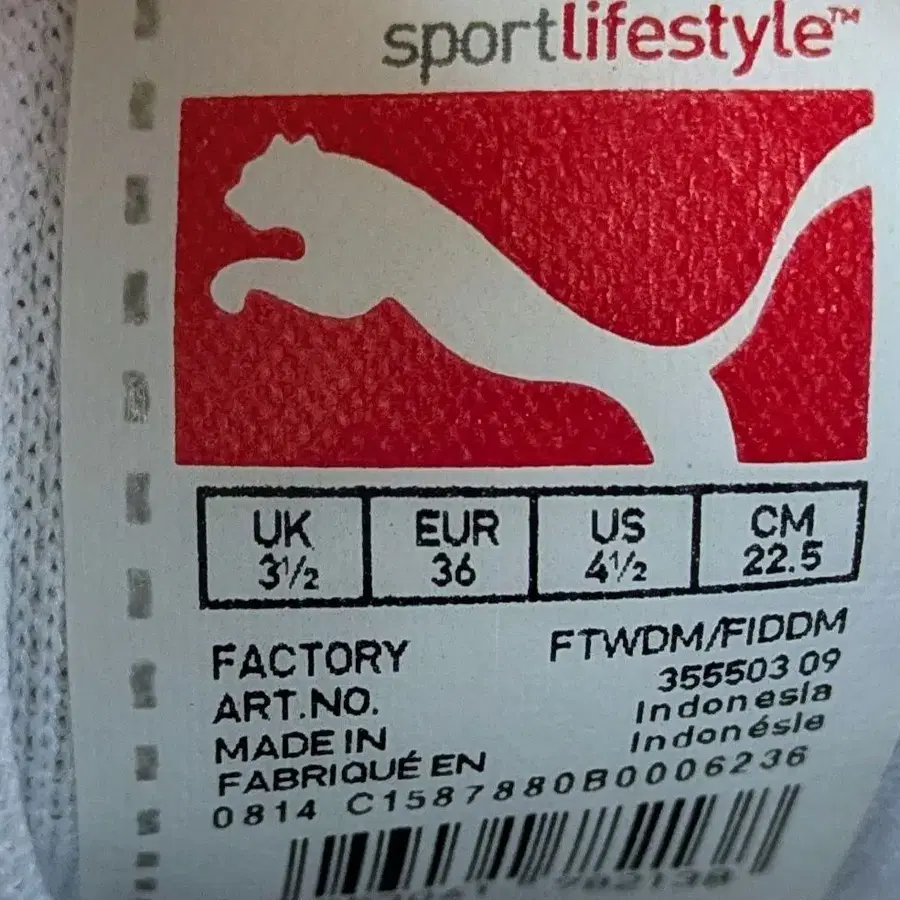 sportlifestyle™
UK EUR US CM
3½ 36 4½ 22.5
FACTORY FTWDM/FIDDM
ART.NO. 355503 09
MADE IN Indonesia
FABRIQUÉ EN Indonésia
0814 C1587880B0006236